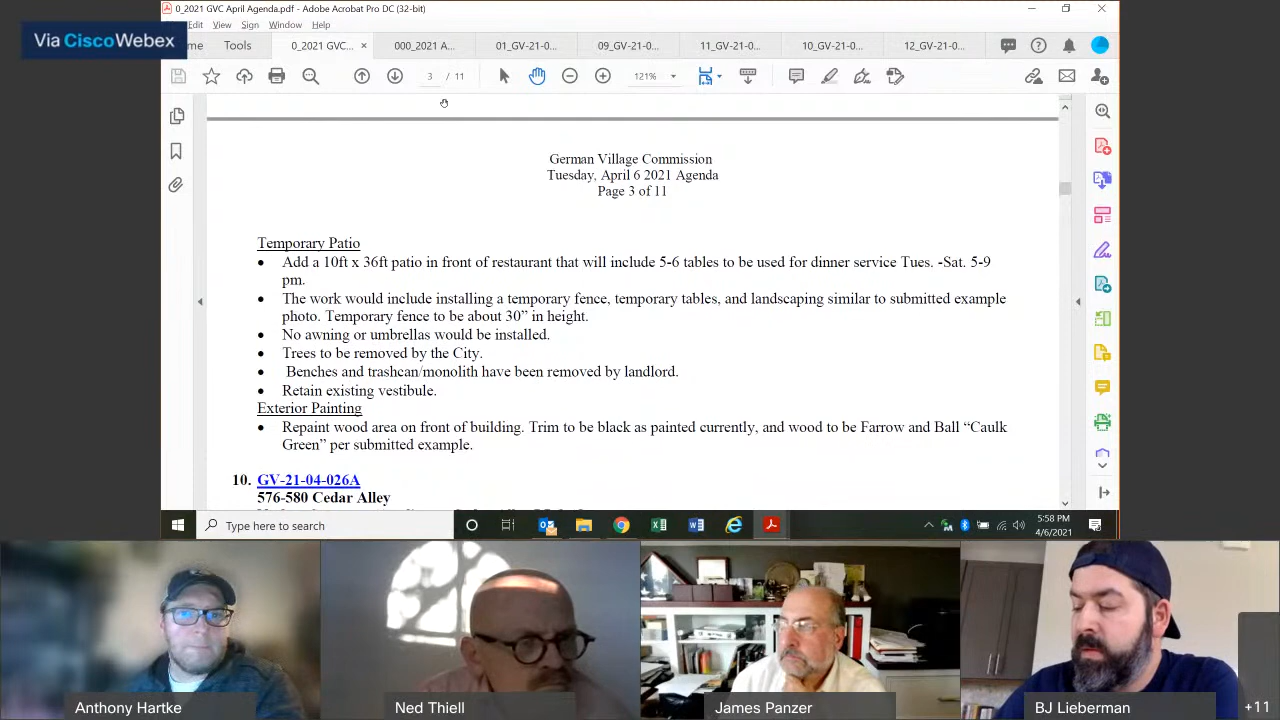 0_2021 GVC April Agenda.pdf - Adobe Acrobat Pro DC (32-bit)
Edit View Sign Window Help
Via Cisco Webex
me Tools 0_2021 GVC... × 000_2021 A... 01_GV-21-0... 09_GV-21-0... 11_GV-21-0... 10_GV-21-0... 12_GV-21-0...
3 / 11 121%
German Village Commission
Tuesday, April 6 2021 Agenda
Page 3 of 11
Temporary Patio
• Add a 10ft x 36ft patio in front of restaurant that will include 5-6 tables to be used for dinner service Tues. -Sat. 5-9
pm.
• The work would include installing a temporary fence, temporary tables, and landscaping similar to submitted example
photo. Temporary fence to be about 30” in height.
• No awning or umbrellas would be installed.
• Trees to be removed by the City.
• Benches and trashcan/monolith have been removed by landlord.
• Retain existing vestibule.
Exterior Painting
• Repaint wood area of front of building. Trim to be black as painted currently, and wood to be Farrow and Ball “Caulk
Green” per submitted example.
10. GV-21-04-026A
576-580 Cedar Alley
Type here to search
5:58 PM
4/6/2021
Anthony Hartke
Ned Thiell
James Panzer
BJ Lieberman
+11